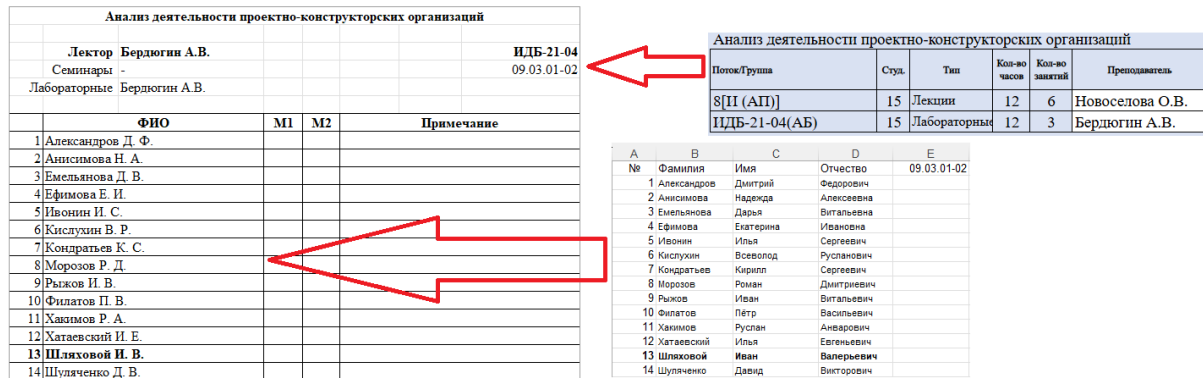 Анализ деятельности проектно-конструкторских организаций
Лектор Бердюгин А.В. ИДБ-21-04
Семинары - 09.03.01-02
Лабораторные Бердюгин А.В.
ФИО М1 М2 Примечание
1 Александров Д. Ф.
2 Анисимова Н. А.
3 Емельянова Д. В.
4 Ефимова Е. И.
5 Ивонин И. С.
6 Кислухин В. Р.
7 Кондратьев К. С.
8 Морозов Р. Д.
9 Рыжов И. В.
10 Филатов П. В.
11 Хакимов Р. А.
12 Хатаевский И. Е.
13 Шляховой И. В.
14 Шуляченко Д. В.
Анализ деятельности проектно-конструкторских организаций
Поток/Группа Студ. Тип Кол-во часов Кол-во занятий Преподаватель
8[II (АП)] 15 Лекции 12 6 Новоселова О.В.
ИДБ-21-04(АБ) 15 Лабораторные 12 3 Бердюгин А.В.
A B C D E
№ Фамилия Имя Отчество 09.03.01-02
1 Александров Дмитрий Федорович
2 Анисимова Надежда Алексеевна
3 Емельянова Дарья Витальевна
4 Ефимова Екатерина Ивановна
5 Ивонин Илья Сергеевич
6 Кислухин Всеволод Русланович
7 Кондратьев Кирилл Сергеевич
8 Морозов Роман Дмитриевич
9 Рыжов Иван Витальевич
10 Филатов Пётр Васильевич
11 Хакимов Руслан Анварович
12 Хатаевский Илья Евгеньевич
13 Шляховой Иван Валерьевич
14 Шуляченко Давид Викторович